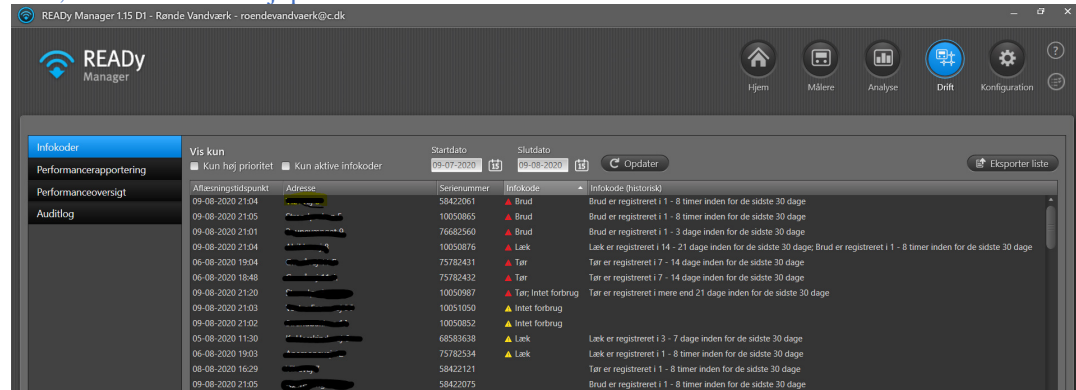 READy Manager 1.15 D1 - Rønde Vandværk - roendevandvaerk@c.dk
READy
Manager
Hjem Målere Analyse Drift Konfiguration
Infokoder
Performancerapportering
Performanceoversigt
Auditlog
Vis kun Startdato Slutdato
Kun høj prioritet Kun aktive infokoder 09-07-2020 15 09-08-2020 15 Opdater Eksporter liste
Aflæsningstidspunkt Adresse Serienummer Infokode Infokode (historisk)
09-08-2020 21:04 58422061 Brud Brud er registreret i 1 - 8 timer inden for de sidste 30 dage
09-08-2020 21:05 10050865 Brud Brud er registreret i 1 - 8 timer inden for de sidste 30 dage
09-08-2020 21:01 76682560 Brud Brud er registreret i 1 - 3 dage inden for de sidste 30 dage
09-08-2020 21:04 10050876 Læk Læk er registreret i 14 - 21 dage inden for de sidste 30 dage; Brud er registreret i 1 - 8 timer inden for de sidste 30 dage
06-08-2020 19:04 75782431 Tør Tør er registreret i 7 - 14 dage inden for de sidste 30 dage
06-08-2020 18:48 75782432 Tør Tør er registreret i 7 - 14 dage inden for de sidste 30 dage
09-08-2020 21:20 10050987 Tør; Intet forbrug Tør er registreret i mere end 21 dage inden for de sidste 30 dage
09-08-2020 21:03 10051050 Intet forbrug
09-08-2020 21:02 10050852 Intet forbrug
05-08-2020 11:30 68583638 Læk Læk er registreret i 3 - 7 dage inden for de sidste 30 dage
06-08-2020 19:03 75782534 Læk Læk er registreret i 1 - 8 timer inden for de sidste 30 dage
08-08-2020 16:29 58422121 Tør er registreret i 1 - 8 timer inden for de sidste 30 dage
09-08-2020 21:05 58422075 Brud er registreret i 1 - 8 timer inden for de sidste 30 dage